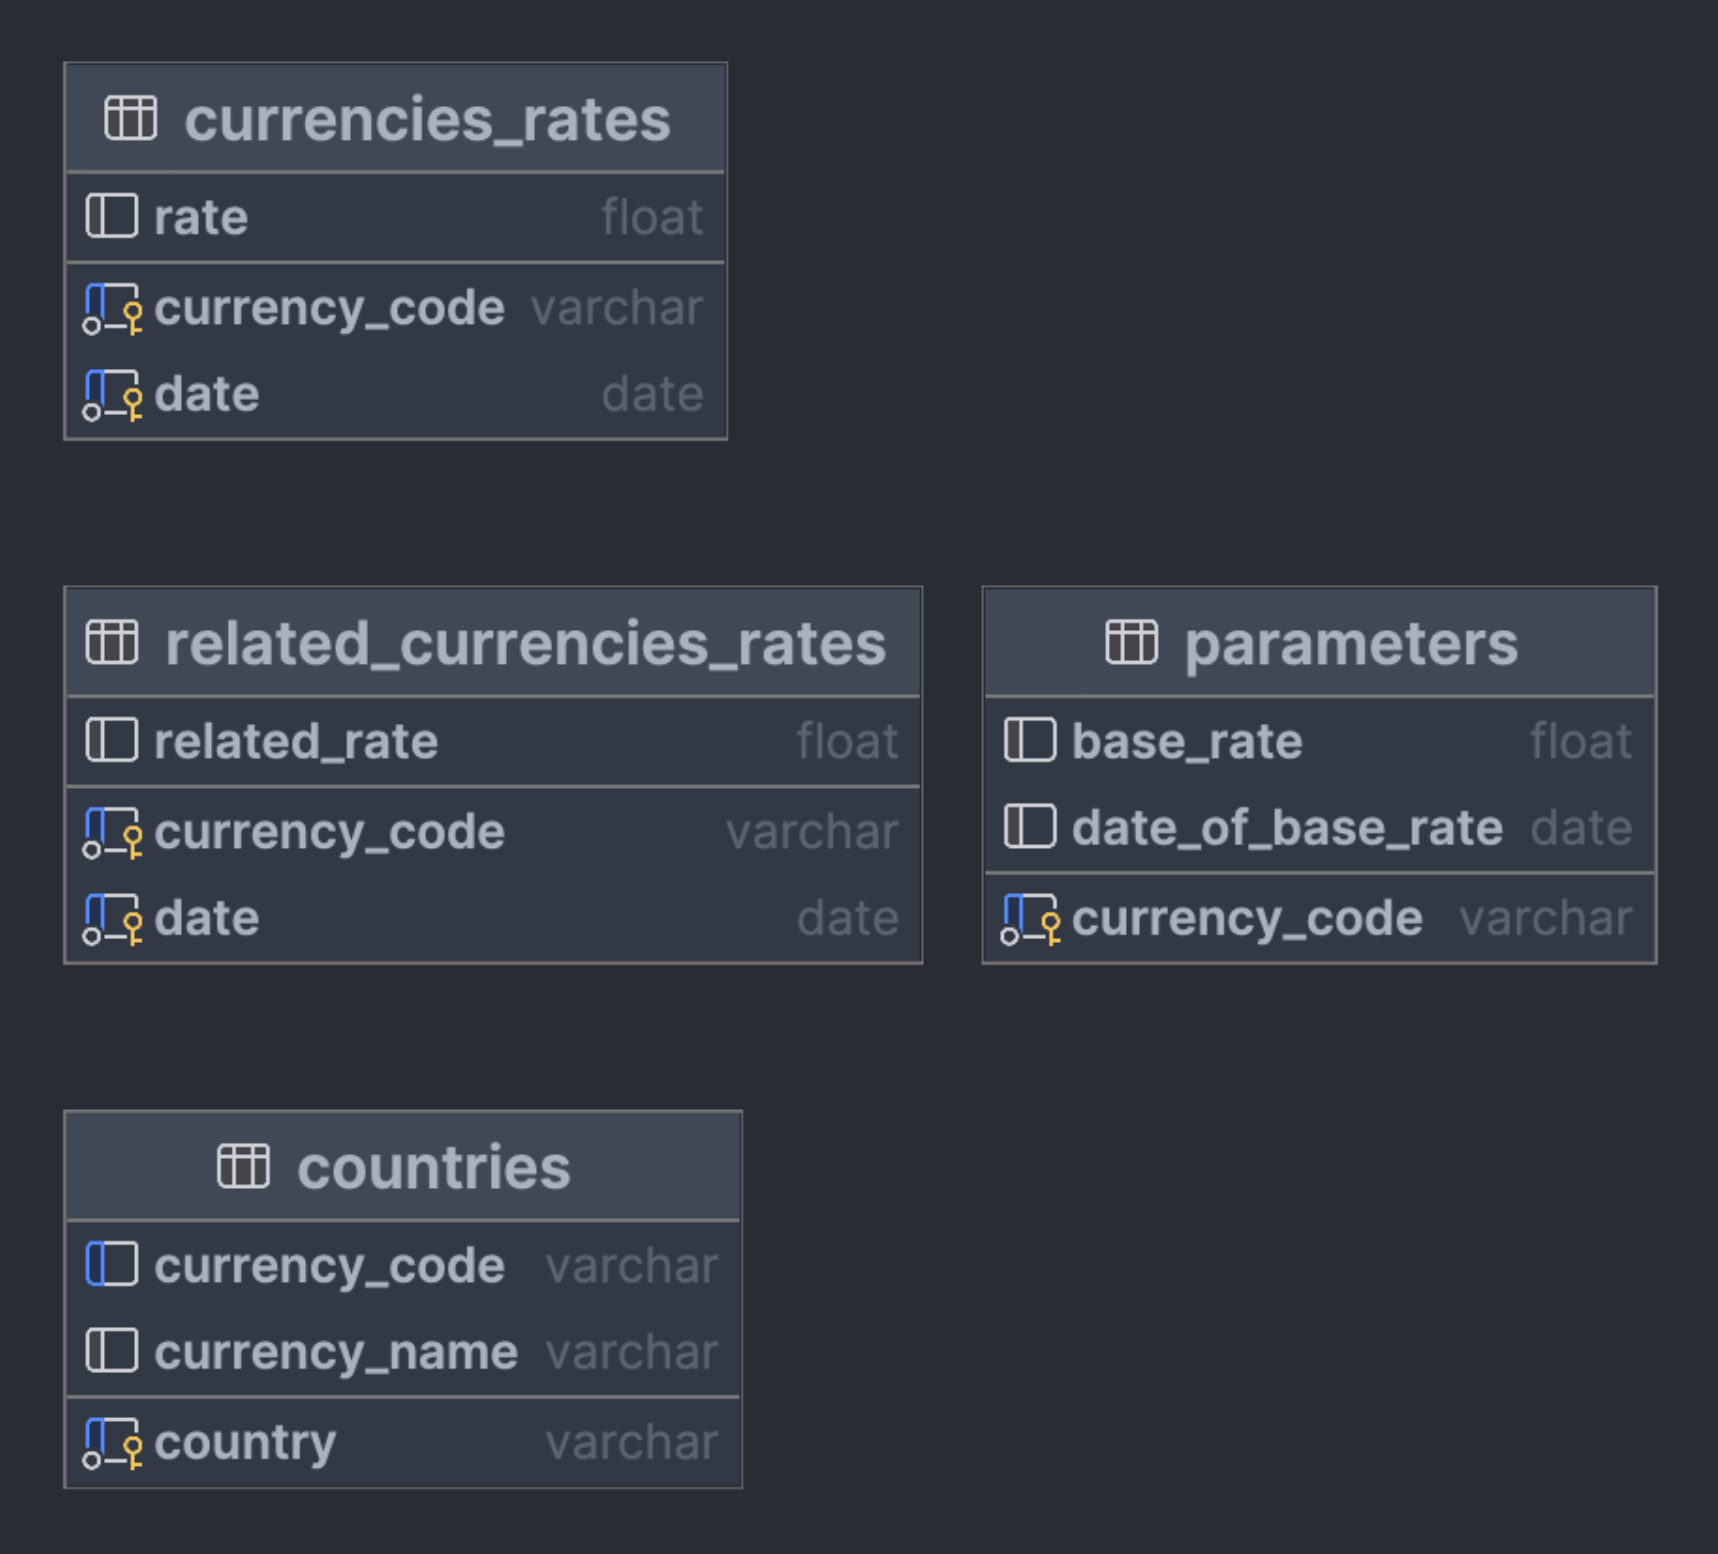 currencies_rates
rate float
currency_code varchar
date date
related_currencies_rates
related_rate float
currency_code varchar
date date
parameters
base_rate float
date_of_base_rate date
currency_code varchar
countries
currency_code varchar
currency_name varchar
country varchar